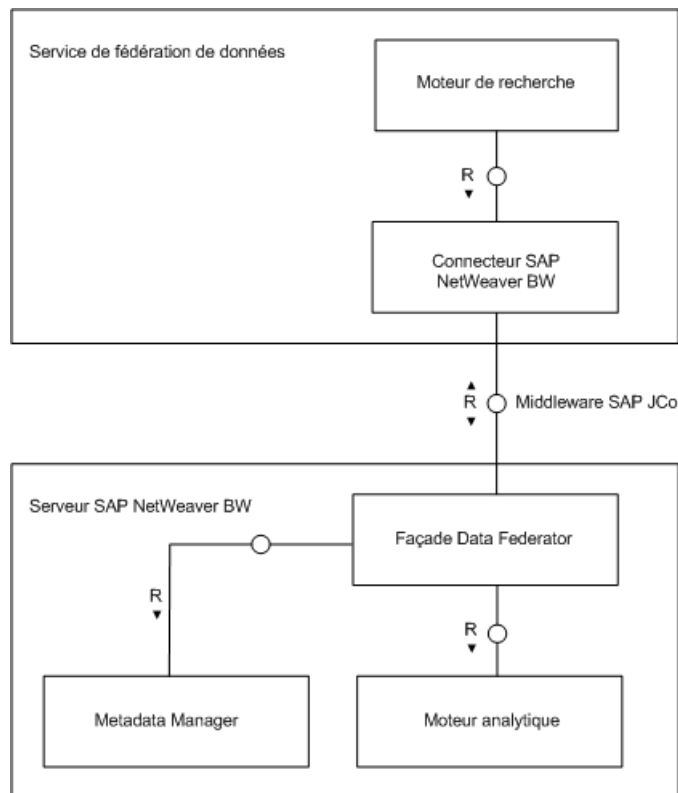 Service de fédération de données
Moteur de recherche
R
▼
Connecteur SAP
NetWeaver BW
▲
R
▼
Middleware SAP JCo
Serveur SAP NetWeaver BW
Façade Data Federator
R
▼
R
▼
Metadata Manager
Moteur analytique